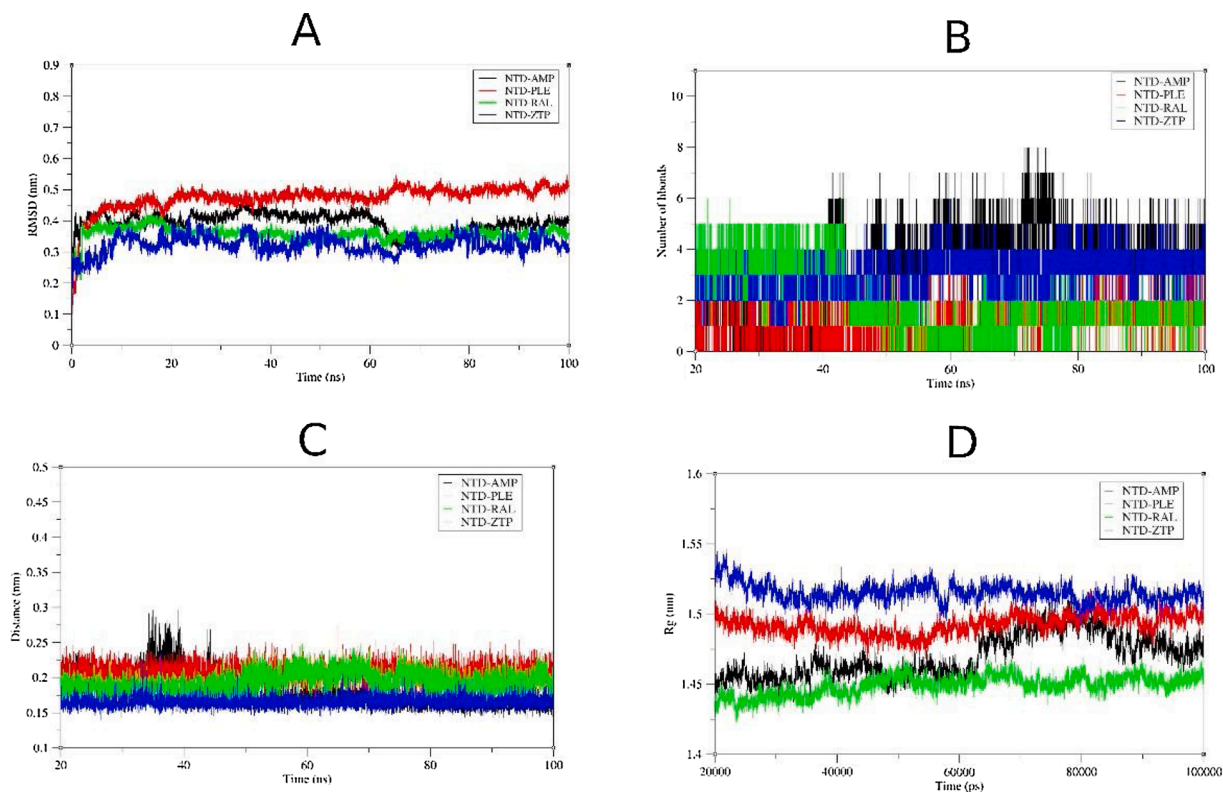 A
0.9
0.8
0.7
0.6
0.5
0.4
0.3
0.2
0.1
0
RMSD (nm)
NTD-AMP
NTD-PLE
NTD-RAL
NTD-ZTP
0 20 40 60 80 100
Time (ns)
B
10
8
6
4
2
0
Number of Hbonds
NTD-AMP
NTD-PLE
NTD-RAL
NTD-ZTP
20 40 60 80 100
Time (ns)
C
0.5
0.45
0.4
0.35
0.3
0.25
0.2
0.15
0.1
Distance (nm)
NTD-AMP
NTD-PLE
NTD-RAL
NTD-ZTP
20 40 60 80 100
Time (ns)
D
1.6
1.55
1.5
1.45
1.4
Rg (nm)
NTD-AMP
NTD-PLE
NTD-RAL
NTD-ZTP
20000 40000 60000 80000 100000
Time (ps)